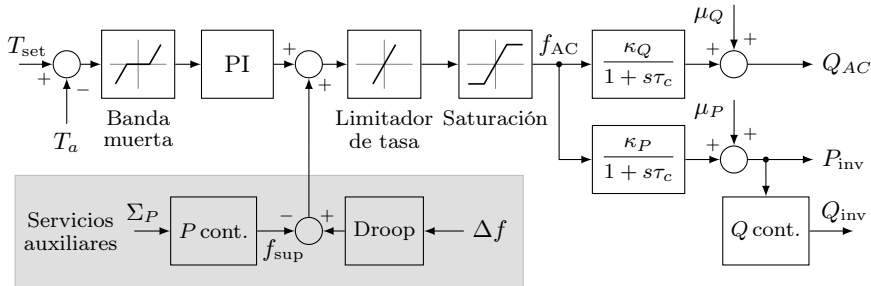 T_set
+
−
T_a
Banda
muerta
PI
+
+
Limitador
de tasa
Saturación
f_AC
κ_Q
1 + sτ_c
μ_Q
+
+
Q_AC
κ_P
1 + sτ_c
μ_P
+
+
P_inv
Q cont.
Q_inv
Servicios
auxiliares
Σ_P
P cont.
f_sup
−
+
Droop
Δf